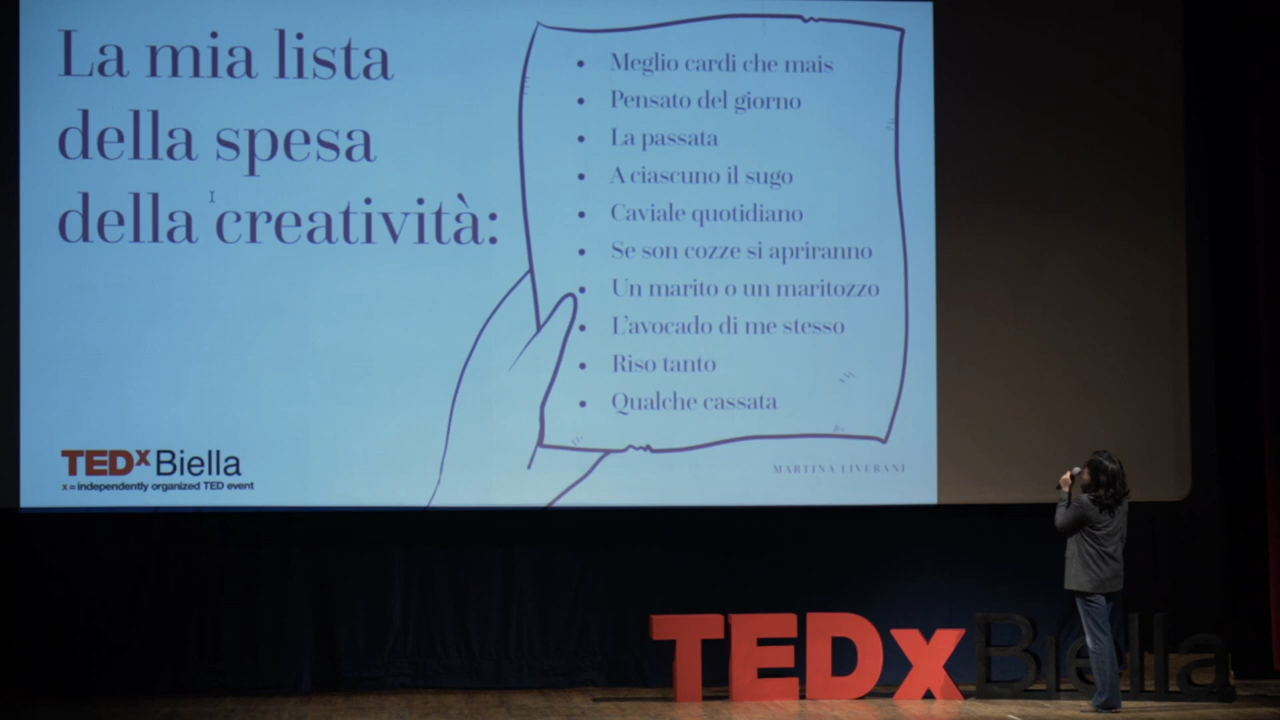 La mia lista
della spesa
della creatività:
• Meglio cardi che mais
• Pensato del giorno
• La passata
• A ciascuno il sugo
• Caviale quotidiano
• Se son cozze si apriranno
• Un marito o un maritozzo
• L'avocado di me stesso
• Riso tanto
• Qualche cassata
MARTINA LIVERANI
TEDx Biella
x = independently organized TED event
TEDxBiella